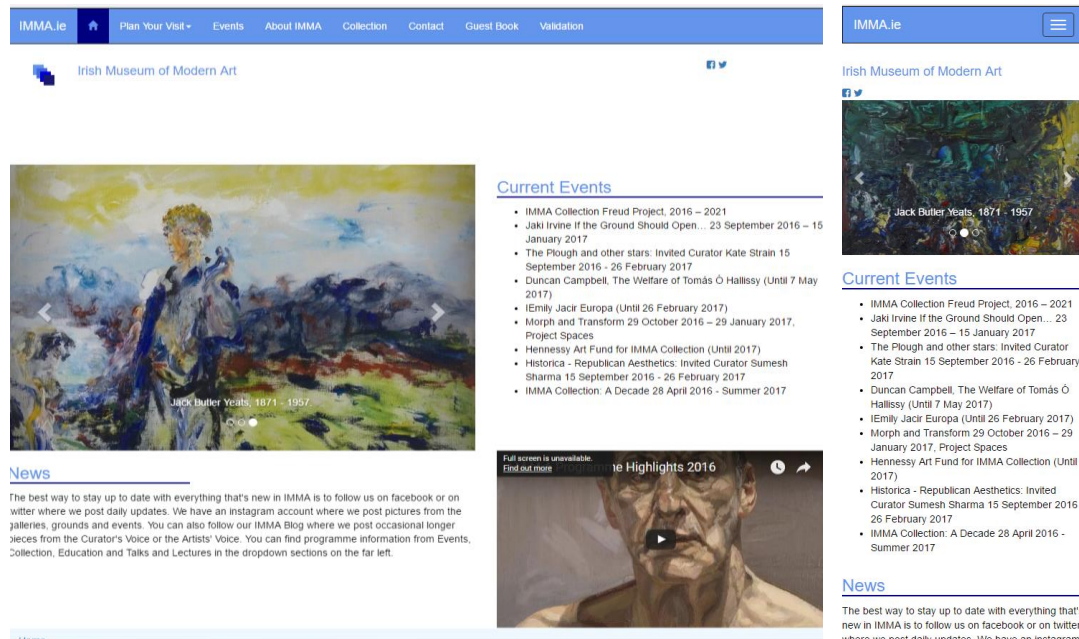 IMMA.ie Plan Your Visit Events About IMMA Collection Contact Guest Book Validation
Irish Museum of Modern Art
Jack Butler Yeats, 1871 - 1957
Current Events
IMMA Collection Freud Project, 2016 – 2021
Jaki Irvine If the Ground Should Open... 23 September 2016 – 15
January 2017
The Plough and other stars: Invited Curator Kate Strain 15
September 2016 - 26 February 2017
Duncan Campbell, The Welfare of Tomás Ó Hallissy (Until 7 May
2017)
IEmily Jacir Europa (Until 26 February 2017)
Morph and Transform 29 October 2016 – 29 January 2017,
Project Spaces
Hennessy Art Fund for IMMA Collection (Until 2017)
Historica - Republican Aesthetics: Invited Curator Sumesh
Sharma 15 September 2016 - 26 February 2017
IMMA Collection: A Decade 28 April 2016 - Summer 2017
News
The best way to stay up to date with everything that's new in IMMA is to follow us on facebook or on
twitter where we post daily updates. We have an instagram account where we post pictures from the
galleries, grounds and events. You can also follow our IMMA Blog where we post occasional longer
pieces from the Curator's Voice or the Artists' Voice. You can find programme information from Events,
Collection, Education and Talks and Lectures in the dropdown sections on the far left.
Full screen is unavailable.
Find out more
Programme Highlights 2016
IMMA.ie
Irish Museum of Modern Art
Jack Butler Yeats, 1871 - 1957
Current Events
IMMA Collection Freud Project, 2016 – 2021
Jaki Irvine If the Ground Should Open... 23
September 2016 – 15 January 2017
The Plough and other stars: Invited Curator
Kate Strain 15 September 2016 - 26 February
2017
Duncan Campbell, The Welfare of Tomás Ó
Hallissy (Until 7 May 2017)
IEmily Jacir Europa (Until 26 February 2017)
Morph and Transform 29 October 2016 – 29
January 2017, Project Spaces
Hennessy Art Fund for IMMA Collection (Until
2017)
Historica - Republican Aesthetics: Invited
Curator Sumesh Sharma 15 September 2016
26 February 2017
IMMA Collection: A Decade 28 April 2016 -
Summer 2017
News
The best way to stay up to date with everything that's
new in IMMA is to follow us on facebook or on twitter
where we post daily updates. We have an instagram